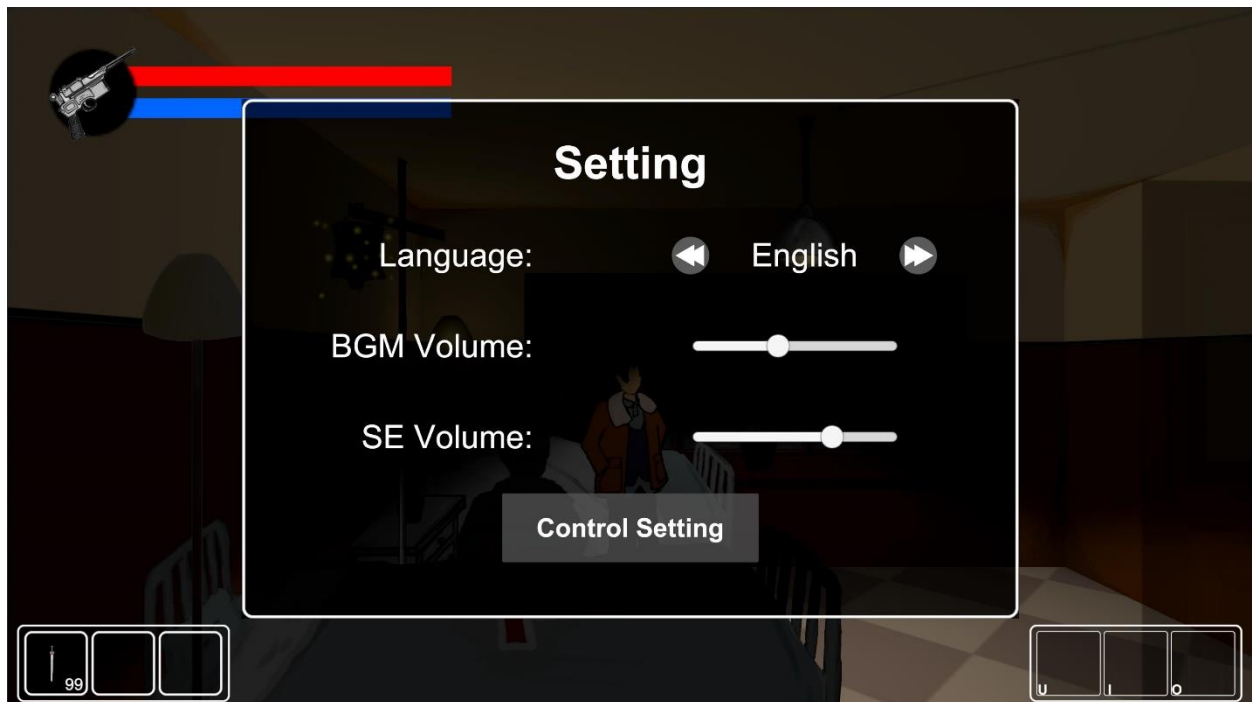 Setting
Language: English
BGM Volume:
SE Volume:
Control Setting
99
U I O